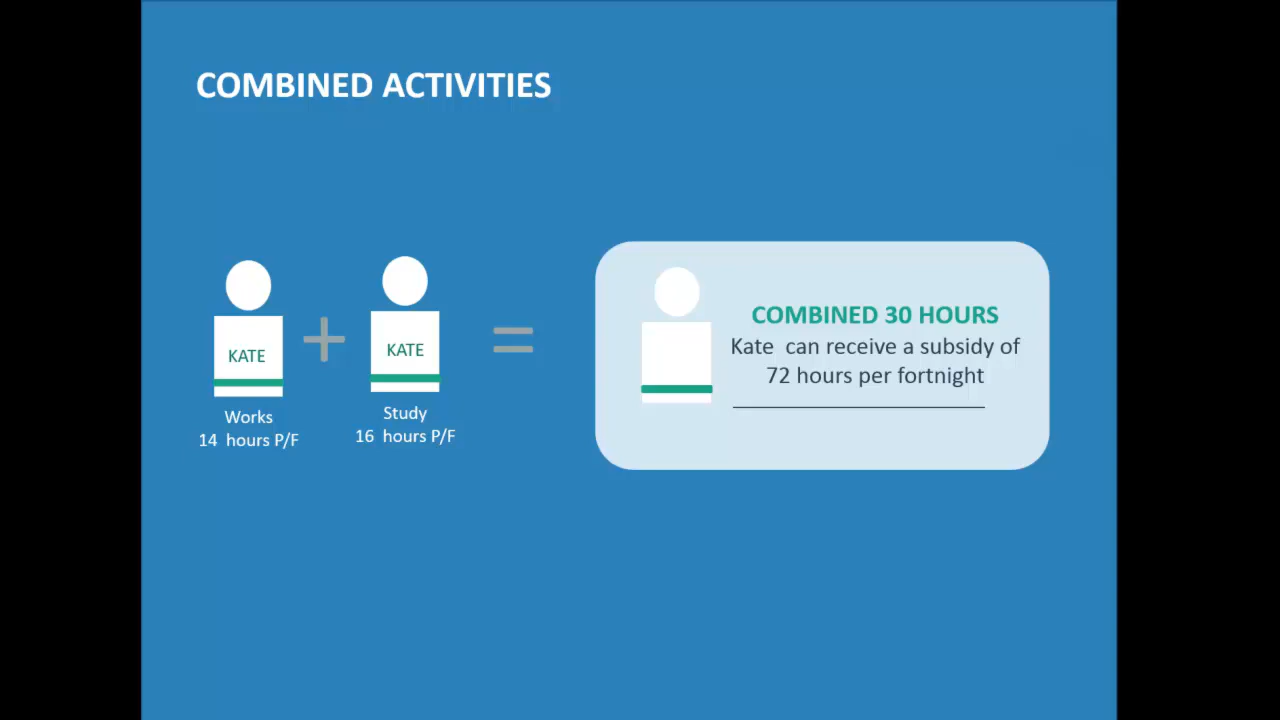 COMBINED ACTIVITIES
KATE
Works
14 hours P/F
KATE
Study
16 hours P/F
COMBINED 30 HOURS
Kate can receive a subsidy of
72 hours per fortnight